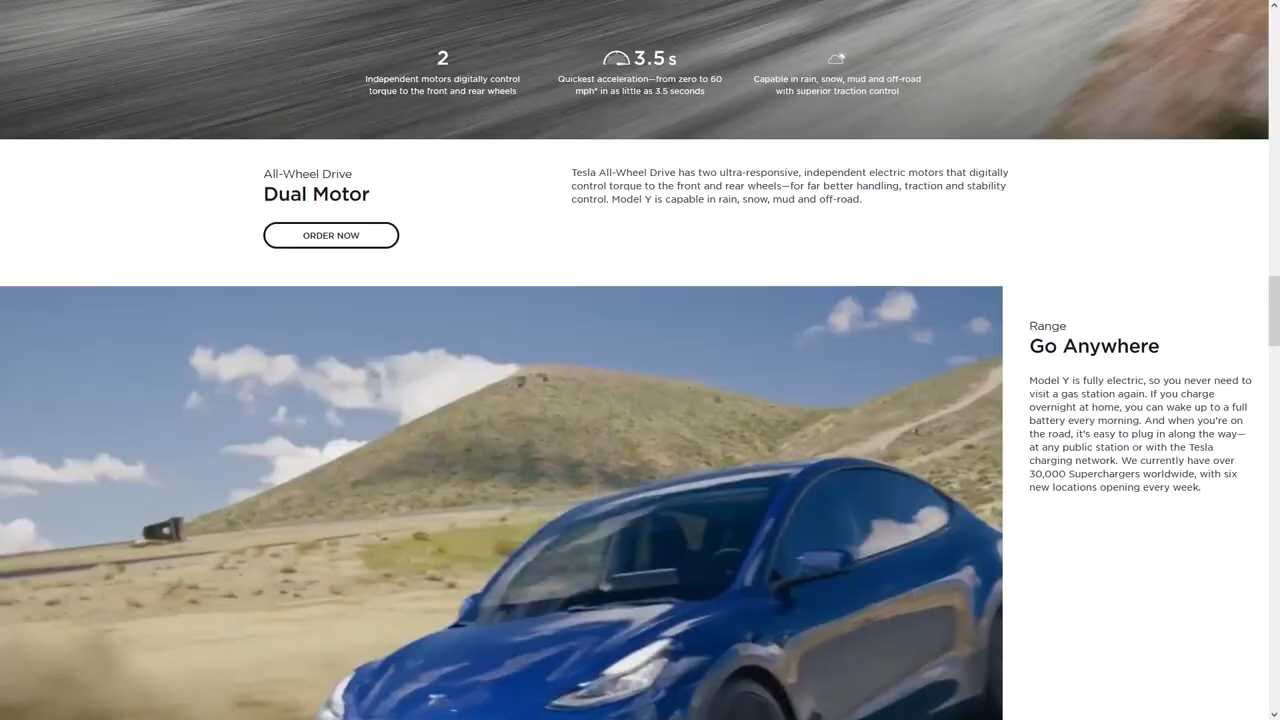 2
Independent motors digitally control
torque to the front and rear wheels
3.5 s
Quickest acceleration—from zero to 60
mph* in as little as 3.5 seconds
Capable in rain, snow, mud and off-road
with superior traction control
All-Wheel Drive
Dual Motor
ORDER NOW
Tesla All-Wheel Drive has two ultra-responsive, independent electric motors that digitally
control torque to the front and rear wheels—for far better handling, traction and stability
control. Model Y is capable in rain, snow, mud and off-road.
Range
Go Anywhere
Model Y is fully electric, so you never need to
visit a gas station again. If you charge
overnight at home, you can wake up to a full
battery every morning. And when you're on
the road, it's easy to plug in along the way—
at any public station or with the Tesla
charging network. We currently have over
30,000 Superchargers worldwide, with six
new locations opening every week.